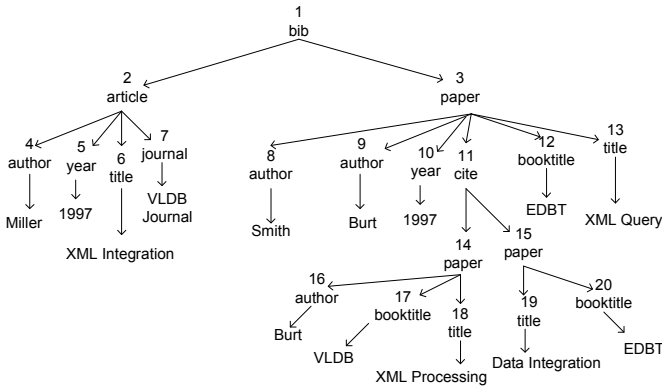 1
bib
2
article
3
paper
4
author
5
year
6
title
7
journal
8
author
9
author
10
year
11
cite
12
booktitle
13
title
Miller
1997
XML Integration
VLDB
Journal
Smith
Burt
1997
EDBT
XML Query
14
paper
15
paper
16
author
17
booktitle
18
title
19
title
20
booktitle
Burt
VLDB
XML Processing
Data Integration
EDBT